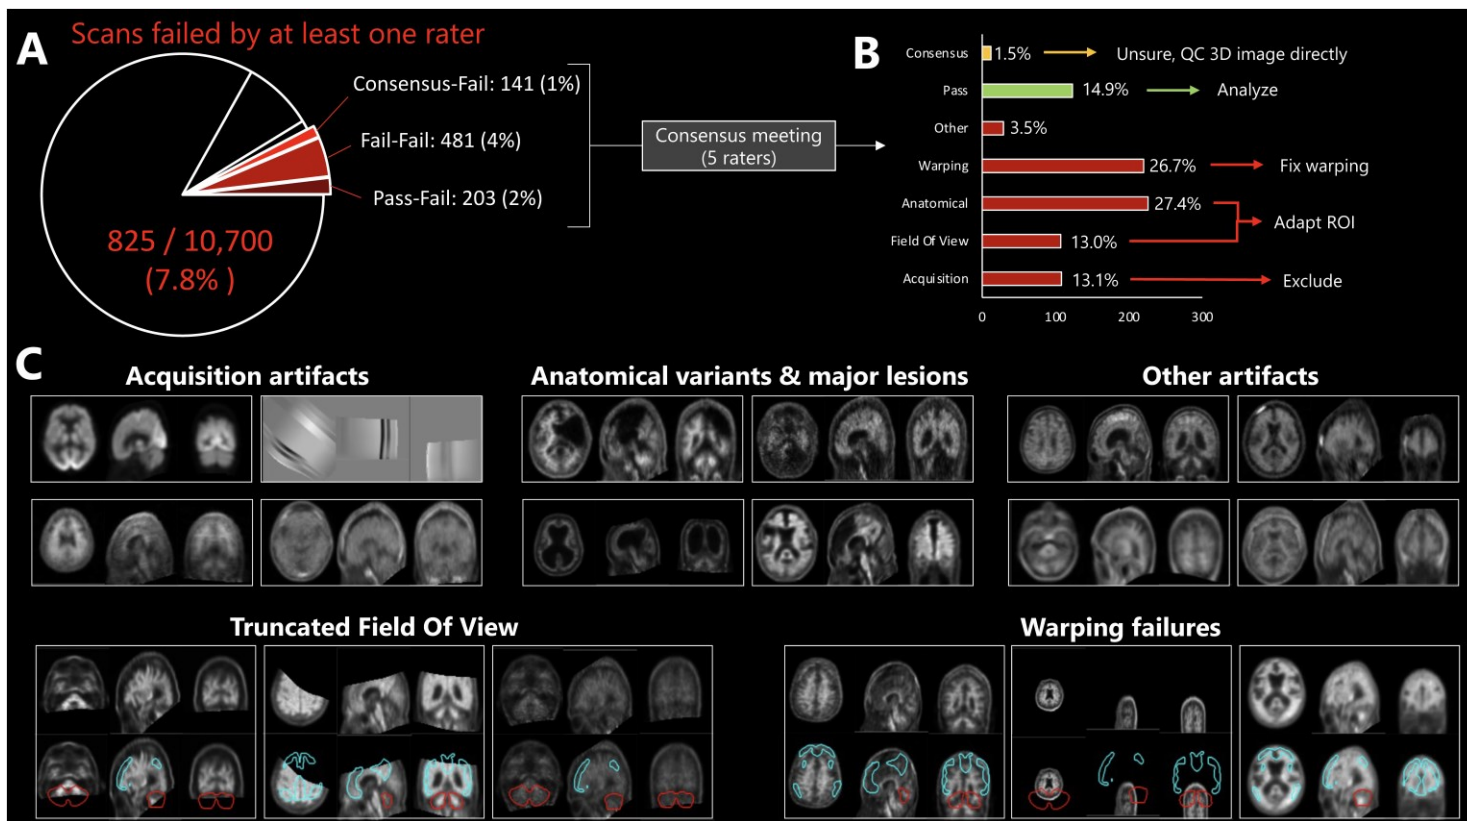 A
Scans failed by at least one rater
Consensus-Fail: 141 (1%)
Fail-Fail: 481 (4%)
Pass-Fail: 203 (2%)
825 / 10,700
(7.8% )
Consensus meeting
(5 raters)
B
Consensus 1.5% Unsure, QC 3D image directly
Pass 14.9% Analyze
Other 3.5%
Warping 26.7% Fix warping
Anatomical 27.4%
Adapt ROI
Field Of View 13.0%
Acquisition 13.1% Exclude
0 100 200 300
C
Acquisition artifacts
Anatomical variants & major lesions
Other artifacts
Truncated Field Of View
Warping failures